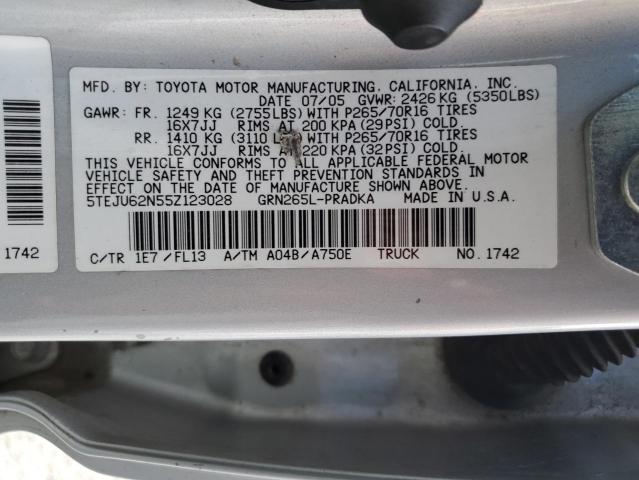 MFD. BY: TOYOTA MOTOR MANUFACTURING, CALIFORNIA, INC.
DATE 07/05 GVWR: 2426 KG (5350LBS)
GAWR: FR. 1249 KG (2755LBS) WITH P265/70R16 TIRES
16X7JJ RIMS AT 200 KPA (29PSI) COLD.
RR. 1410 KG (3110 WITH P265/70R16 TIRES
16X7JJ RIMS AT 220 KPA (32PSI) COLD.
THIS VEHICLE CONFORMS TO ALL APPLICABLE FEDERAL MOTOR
VEHICLE SAFETY AND THEFT PREVENTION STANDARDS IN
EFFECT ON THE DATE OF MANUFACTURE SHOWN ABOVE.
5TEJU62N55Z123028 GRN265L-PRADKA MADE IN U.S.A.
C/TR 1E7 /FL13 A/TM A04B/A750E TRUCK NO. 1742
1742